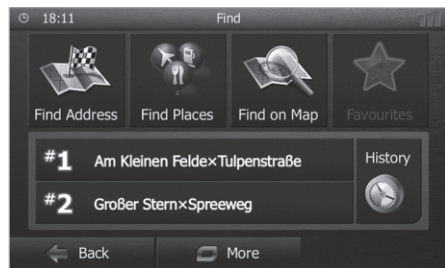 18:11 Find
Find Address Find Places Find on Map Favourites
#1 Am Kleinen Felde×Tulpenstraße
History
#2 Großer Stern×Spreeweg
Back More